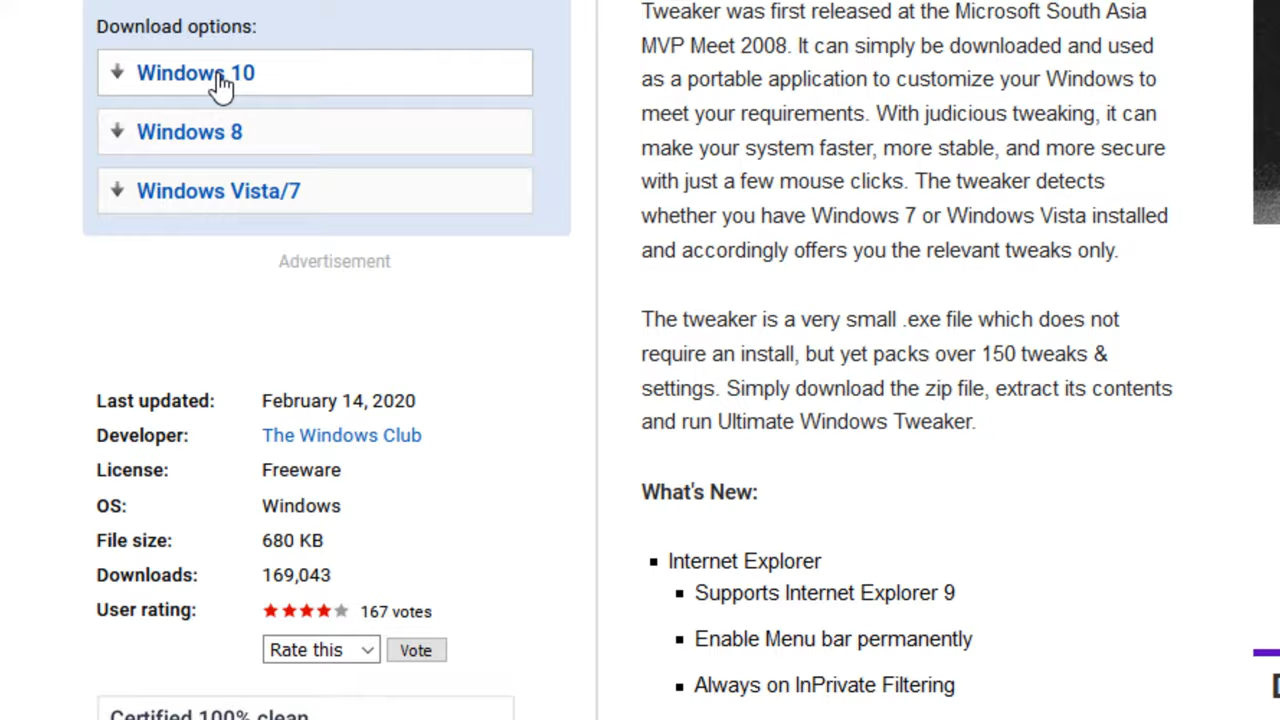 Download options:
Windows 10
Windows 8
Windows Vista/7
Advertisement
Last updated: February 14, 2020
Developer: The Windows Club
License: Freeware
OS: Windows
File size: 680 KB
Downloads: 169,043
User rating: 167 votes
Rate this Vote
Certified 100% clean
Tweaker was first released at the Microsoft South Asia
MVP Meet 2008. It can simply be downloaded and used
as a portable application to customize your Windows to
meet your requirements. With judicious tweaking, it can
make your system faster, more stable, and more secure
with just a few mouse clicks. The tweaker detects
whether you have Windows 7 or Windows Vista installed
and accordingly offers you the relevant tweaks only.
The tweaker is a very small .exe file which does not
require an install, but yet packs over 150 tweaks &
settings. Simply download the zip file, extract its contents
and run Ultimate Windows Tweaker.
What's New:
Internet Explorer
Supports Internet Explorer 9
Enable Menu bar permanently
Always on InPrivate Filtering